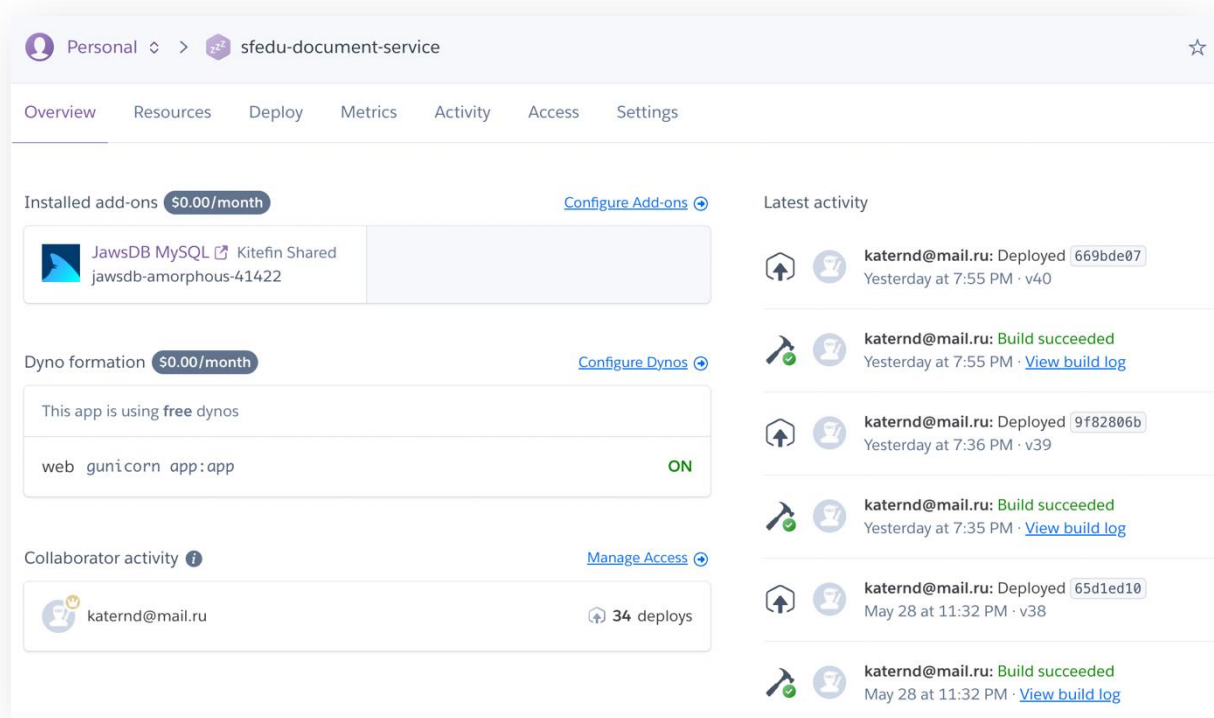 Personal > sfedu-document-service
Overview Resources Deploy Metrics Activity Access Settings
Installed add-ons $0.00/month Configure Add-ons
JawsDB MySQL Kitefin Shared
jawsdb-amorphous-41422
Dyno formation $0.00/month Configure Dynos
This app is using free dynos
web gunicorn app:app ON
Collaborator activity Manage Access
katernd@mail.ru 34 deploys
Latest activity
katernd@mail.ru: Deployed 669bde07
Yesterday at 7:55 PM · v40
katernd@mail.ru: Build succeeded
Yesterday at 7:55 PM · View build log
katernd@mail.ru: Deployed 9f82806b
Yesterday at 7:36 PM · v39
katernd@mail.ru: Build succeeded
Yesterday at 7:35 PM · View build log
katernd@mail.ru: Deployed 65d1ed10
May 28 at 11:32 PM · v38
katernd@mail.ru: Build succeeded
May 28 at 11:32 PM · View build log